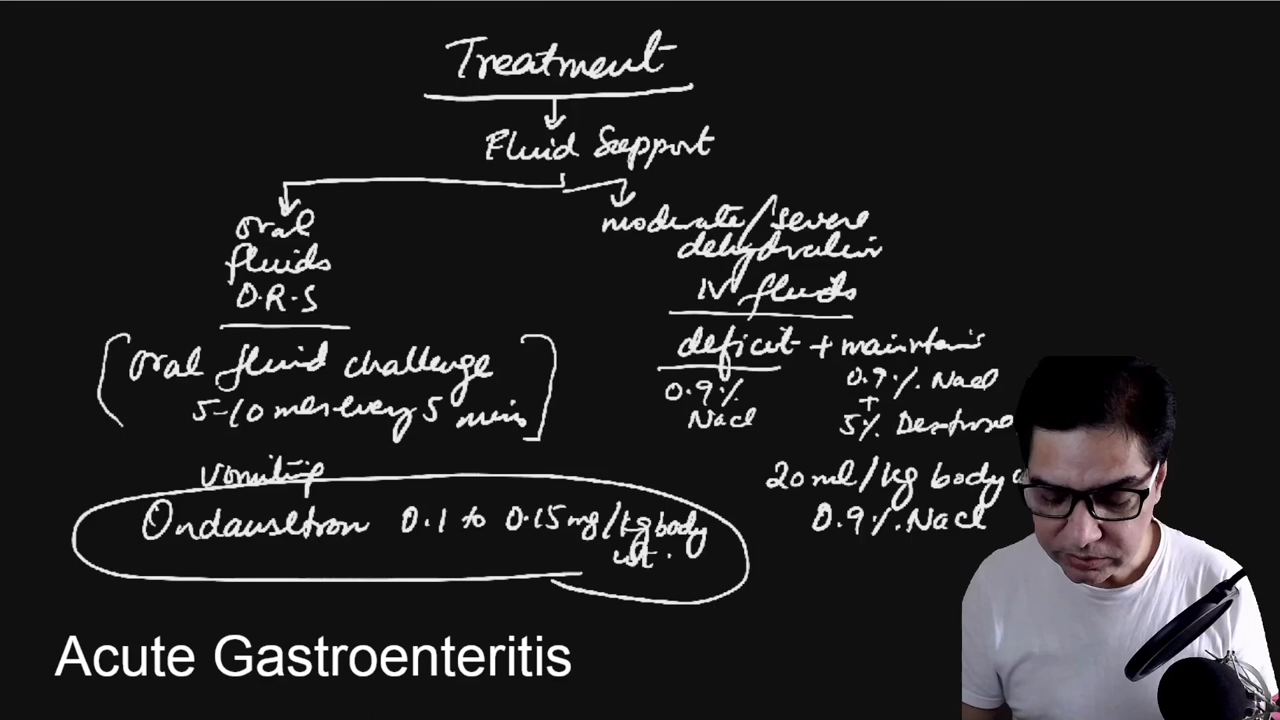 Treatment
Fluid Support
oral
fluids
O.R.S
oral fluid challenge
5-10 mls every 5 mins
vomiting
Ondansetron 0.1 to 0.15 mg/kg body
wt.
moderate/severe
dehydration
IV fluids
deficit + maintenis
0.9%
Nacl
0.9% Nacl
+
5% Dextrose
20 ml/kg body
0.9% Nacl
Acute Gastroenteritis